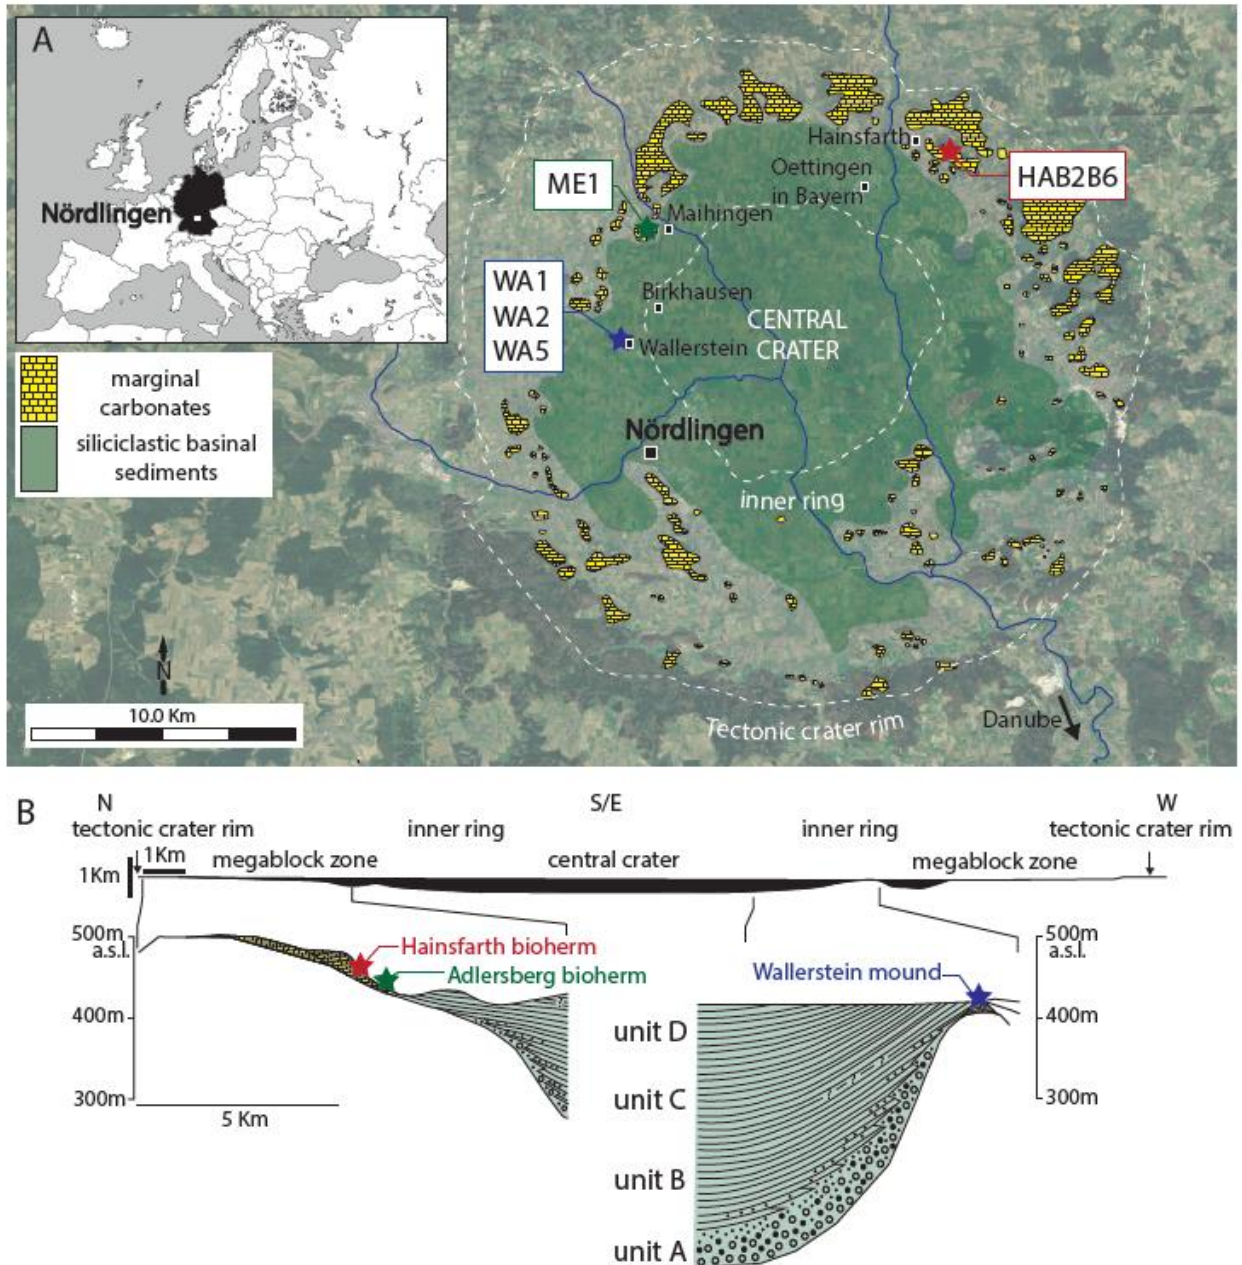 A
Nördlingen
marginal
carbonates
siliciclastic basinal
sediments
N
10.0 Km
ME1
WA1
WA2
WA5
HAB2B6
Hainsfarth
Oettingen
in Bayern
Maihingen
Birkhausen
Wallerstein
CENTRAL
CRATER
Nördlingen
inner ring
Tectonic crater rim
Danube
B
N
S/E
W
tectonic crater rim
inner ring
inner ring
tectonic crater rim
1Km
megablock zone
central crater
megablock zone
1Km
500m
a.s.l.
400m
300m
5 Km
Hainsfarth bioherm
Adlersberg bioherm
?
Wallerstein mound
500m
a.s.l.
400m
300m
unit D
unit C
unit B
unit A
? ? ?